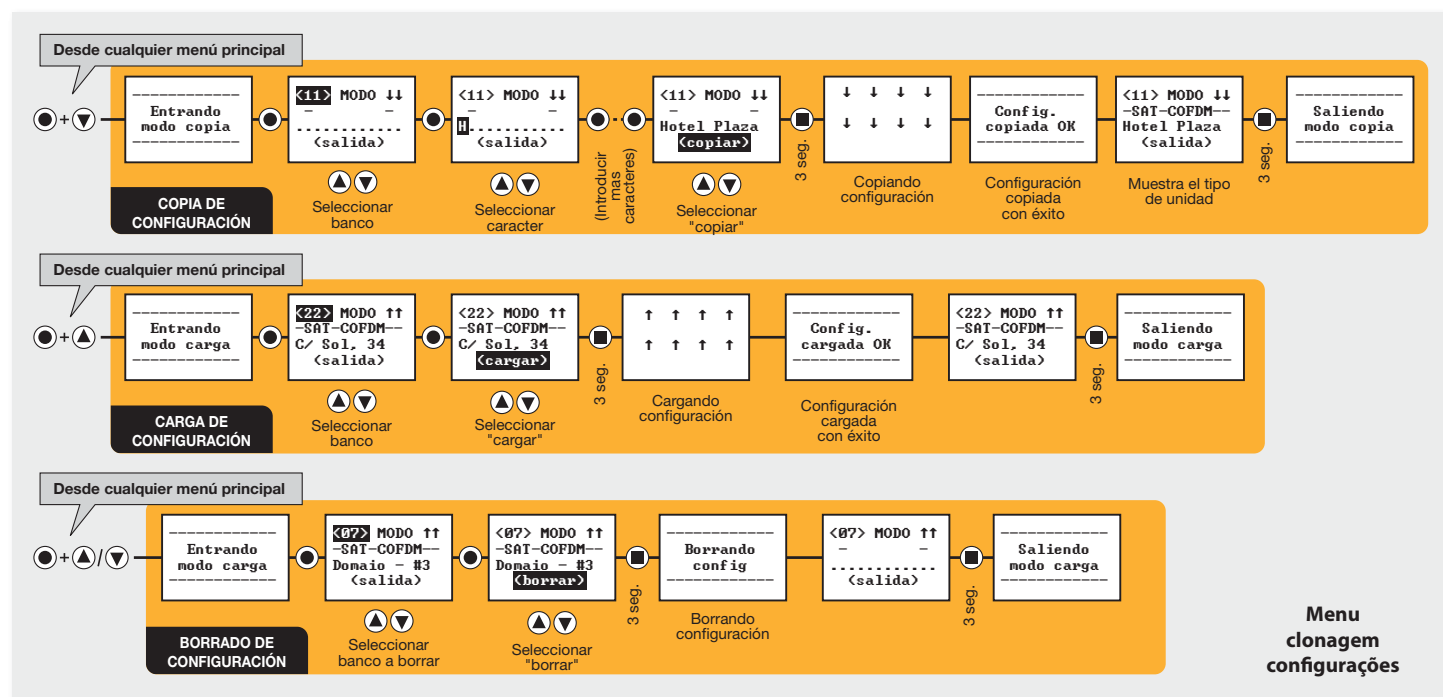 Desde cualquier menú principal
------------
Entrando
modo copia
------------
<11> MODO ↓↓
- -
............
(salida)
<11> MODO ↓↓
H...........
(salida)
<11> MODO ↓↓
- -
Hotel Plaza
(copiar)
↓ ↓ ↓ ↓
↓ ↓ ↓ ↓
------------
Config.
copiada OK
------------
<11> MODO ↓↓
-SAT-COFDM--
Hotel Plaza
(salida)
------------
Saliendo
modo copia
------------
+
Seleccionar
banco
Seleccionar
caracter
(Introducir
mas
caracteres)
Seleccionar
"copiar"
3 seg.
Copiando
configuración
Configuración
copiada
con éxito
Muestra el tipo
de unidad
3 seg.
COPIA DE
CONFIGURACIÓN
Desde cualquier menú principal
------------
Entrando
modo carga
------------
<22> MODO ↑↑
-SAT-COFDM--
C/ Sol, 34
(salida)
<22> MODO ↑↑
-SAT-COFDM--
C/ Sol, 34
(cargar)
↑ ↑ ↑ ↑
↑ ↑ ↑ ↑
------------
Config.
cargada OK
------------
<22> MODO ↑↑
-SAT-COFDM--
C/ Sol, 34
(salida)
------------
Saliendo
modo carga
------------
+
Seleccionar
banco
Seleccionar
"cargar"
3 seg.
Cargando
configuración
Configuración
cargada
con éxito
3 seg.
CARGA DE
CONFIGURACIÓN
Desde cualquier menú principal
------------
Entrando
modo carga
------------
<07> MODO ↑↑
-SAT-COFDM--
Domaio - #3
(salida)
<07> MODO ↑↑
-SAT-COFDM--
Domaio - #3
(borrar)
------------
Borrando
config
------------
<07> MODO ↑↑
- -
............
(salida)
------------
Saliendo
modo carga
------------
+ /
Seleccionar
banco a borrar
Seleccionar
"borrar"
3 seg.
Borrando
configuración
3 seg.
BORRADO DE
CONFIGURACIÓN
Menu
clonagem
configurações